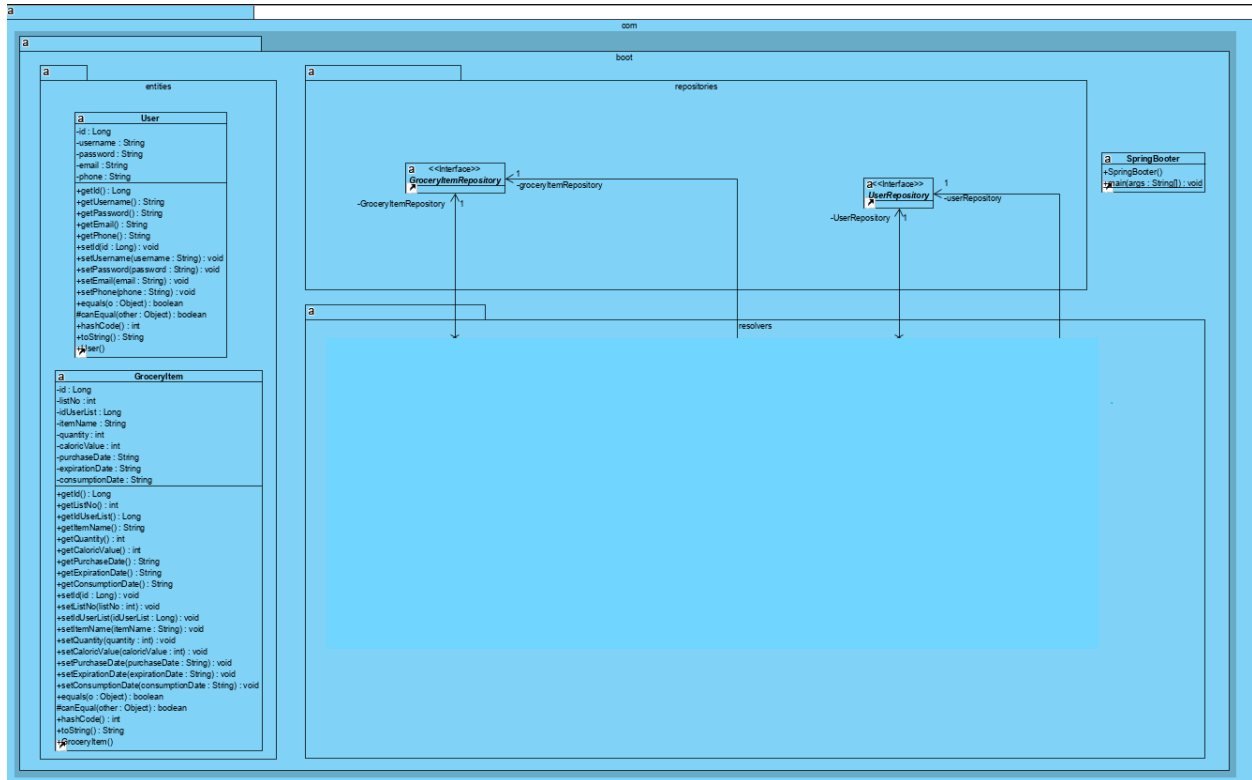 a
com
a
boot
a
entities
a
User
-id : Long
-username : String
-password : String
-email : String
-phone : String
+getId() : Long
+getUsername() : String
+getPassword() : String
+getEmail() : String
+getPhone() : String
+setId(id : Long) : void
+setUsername(username : String) : void
+setPassword(password : String) : void
+setEmail(email : String) : void
+setPhone(phone : String) : void
+equals(o : Object) : boolean
#canEqual(other : Object) : boolean
+hashCode() : int
+toString() : String
+User()
a
GroceryItem
-id : Long
-listNo : int
-idUserList : Long
-itemName : String
-quantity : int
-caloricValue : int
-purchaseDate : String
-expirationDate : String
-consumptionDate : String
+getId() : Long
+getListNo() : int
+getIdUserList() : Long
+getItemName() : String
+getQuantity() : int
+getCaloricValue() : int
+getPurchaseDate() : String
+getExpirationDate() : String
+getConsumptionDate() : String
+setId(id : Long) : void
+setListNo(listNo : int) : void
+setIdUserList(idUserList : Long) : void
+setItemName(itemName : String) : void
+setQuantity(quantity : int) : void
+setCaloricValue(caloricValue : int) : void
+setPurchaseDate(purchaseDate : String) : void
+setExpirationDate(expirationDate : String) : void
+setConsumptionDate(consumptionDate : String) : void
+equals(o : Object) : boolean
#canEqual(other : Object) : boolean
+hashCode() : int
+toString() : String
+GroceryItem()
a
repositories
a
<<Interface>>
GroceryItemRepository
1
-groceryItemRepository
-GroceryItemRepository
1
a
<<Interface>>
UserRepository
1
-userRepository
-UserRepository
1
a
SpringBooter
+SpringBooter()
+main(args : String[]) : void
a
resolvers